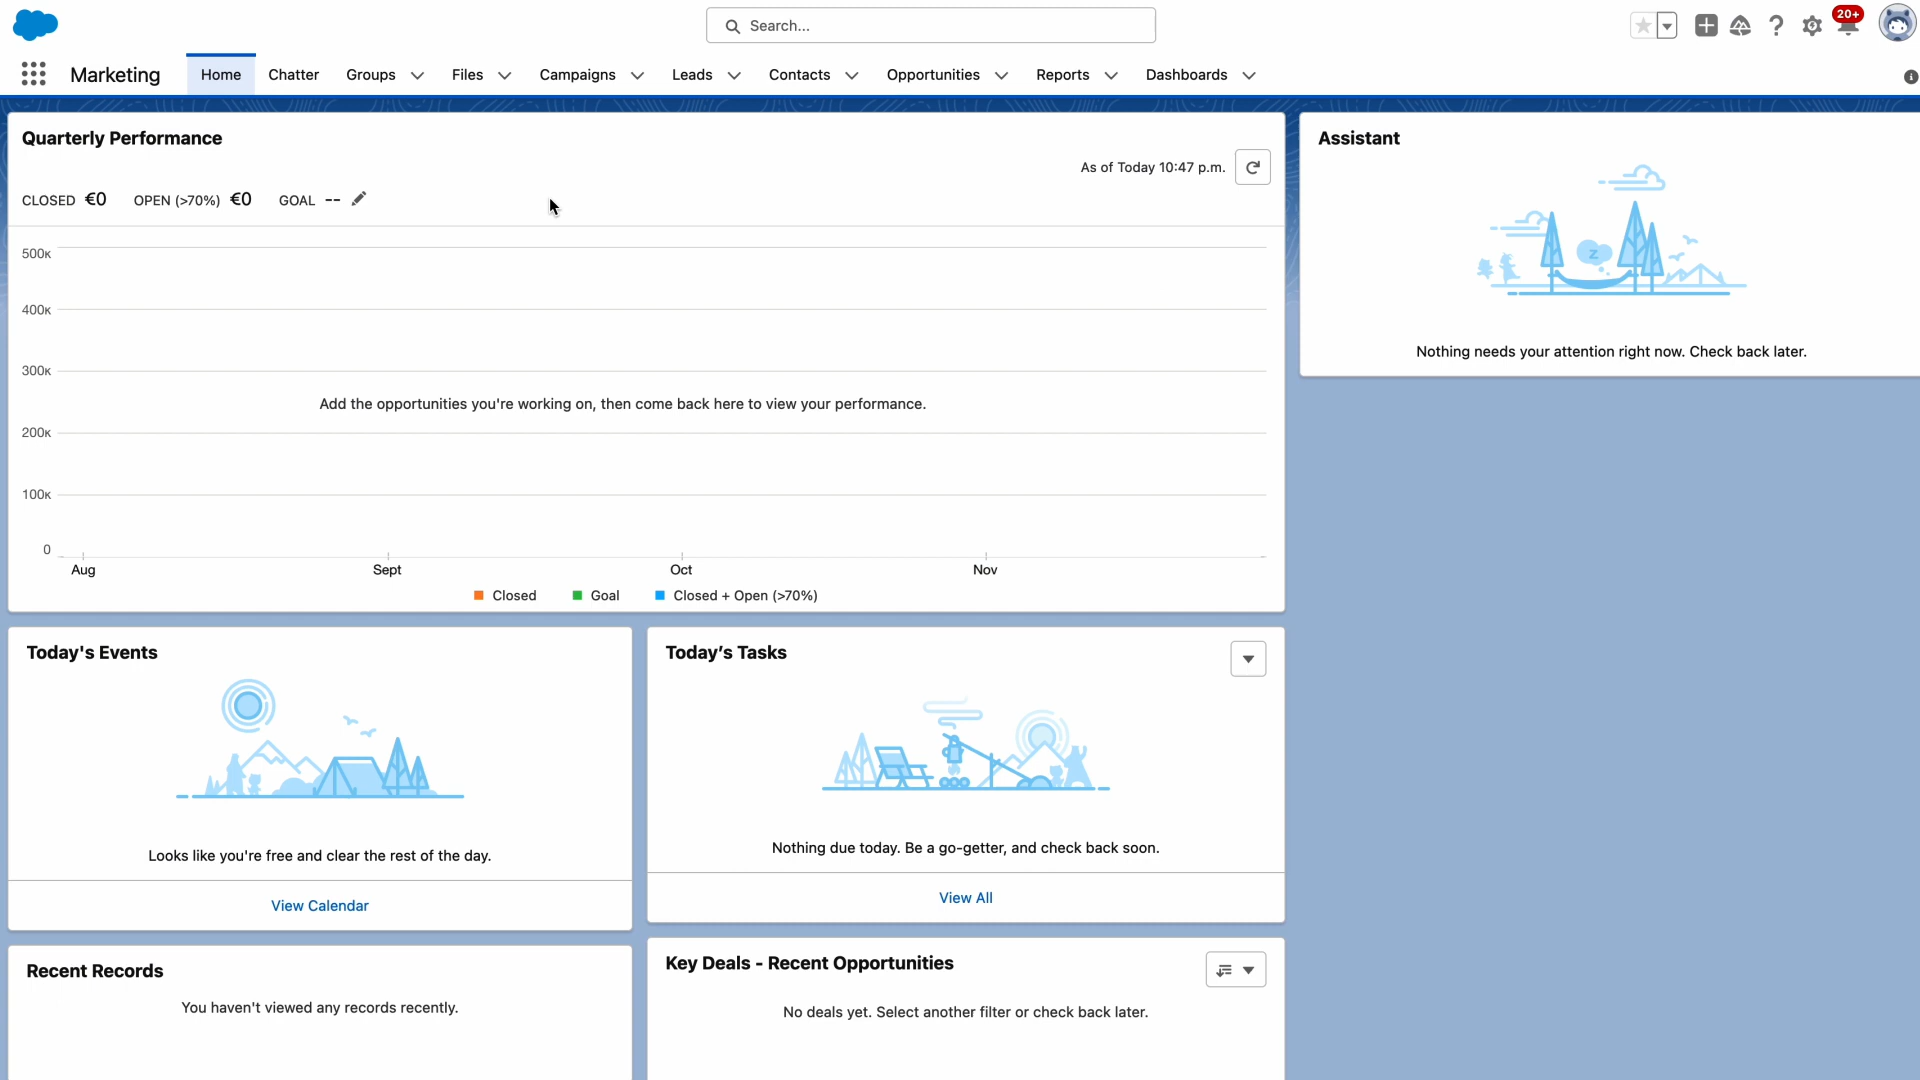 Search...
20+
Marketing
Home
Chatter
Groups
Files
Campaigns
Leads
Contacts
Opportunities
Reports
Dashboards
Quarterly Performance
As of Today 10:47 p.m.
CLOSED €0 OPEN (>70%) €0 GOAL --
500K
400K
300K
Add the opportunities you're working on, then come back here to view your performance.
200K
100K
0
Aug Sept Oct Nov
Closed Goal Closed + Open (>70%)
Assistant
Z
Nothing needs your attention right now. Check back later.
Today's Events
Looks like you're free and clear the rest of the day.
View Calendar
Today’s Tasks
Nothing due today. Be a go-getter, and check back soon.
View All
Recent Records
You haven't viewed any records recently.
Key Deals - Recent Opportunities
No deals yet. Select another filter or check back later.